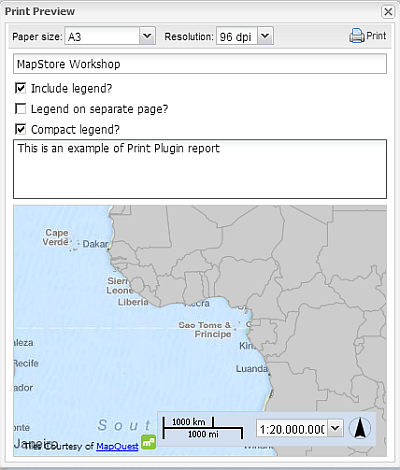 Print Preview
Paper size: A3 Resolution: 96 dpi Print
MapStore Workshop
Include legend?
Legend on separate page?
Compact legend?
This is an example of Print Plugin report
Cape Verde
Dakar
Sierra
Leone
Liberia
Accra
Sao Tome & Principe
Kin
Luanda
aleza
Recife
ador
Sout
Janeiro
Tiles Courtesy of MapQuest
1000 km
1000 mi
1:20.000.000